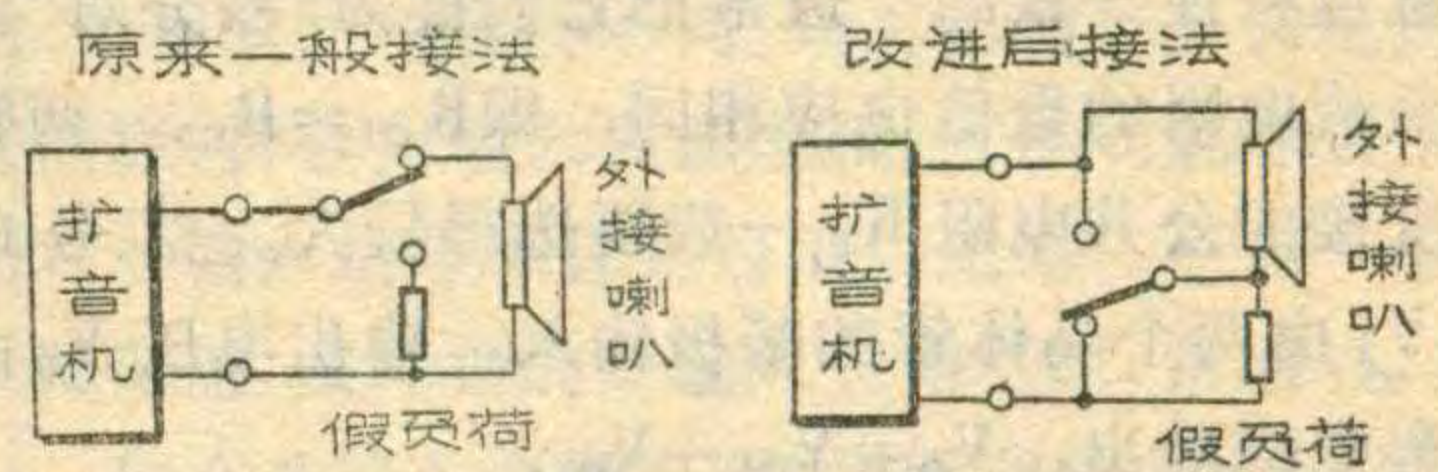 原来一般接法
扩音机
外接喇叭
假负荷
改进后接法
扩音机
外接喇叭
假负荷